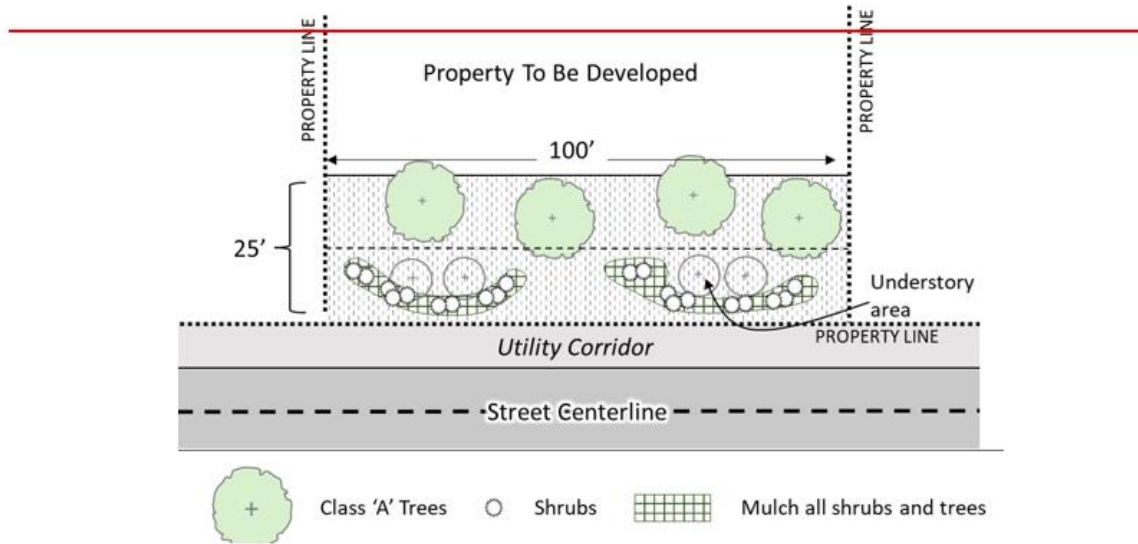 PROPERTY LINE
PROPERTY LINE
Property To Be Developed
100’
25’
Understory
area
PROPERTY LINE
Utility Corridor
Street Centerline
Class ‘A’ Trees
Shrubs
Mulch all shrubs and trees